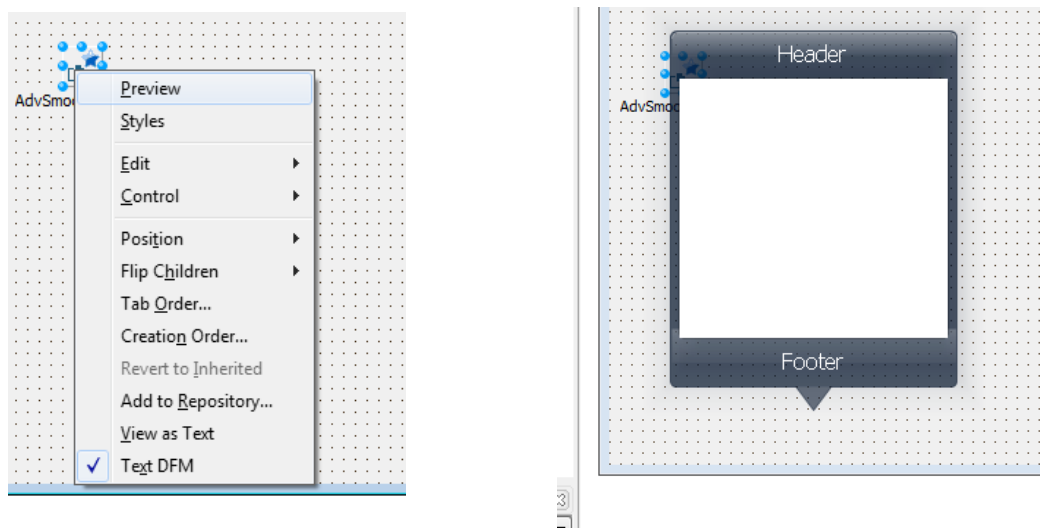 AdvSmo
Preview
Styles
Edit
Control
Position
Flip Children
Tab Order...
Creation Order...
Revert to Inherited
Add to Repository...
View as Text
Text DFM
Header
AdvSmo
Footer